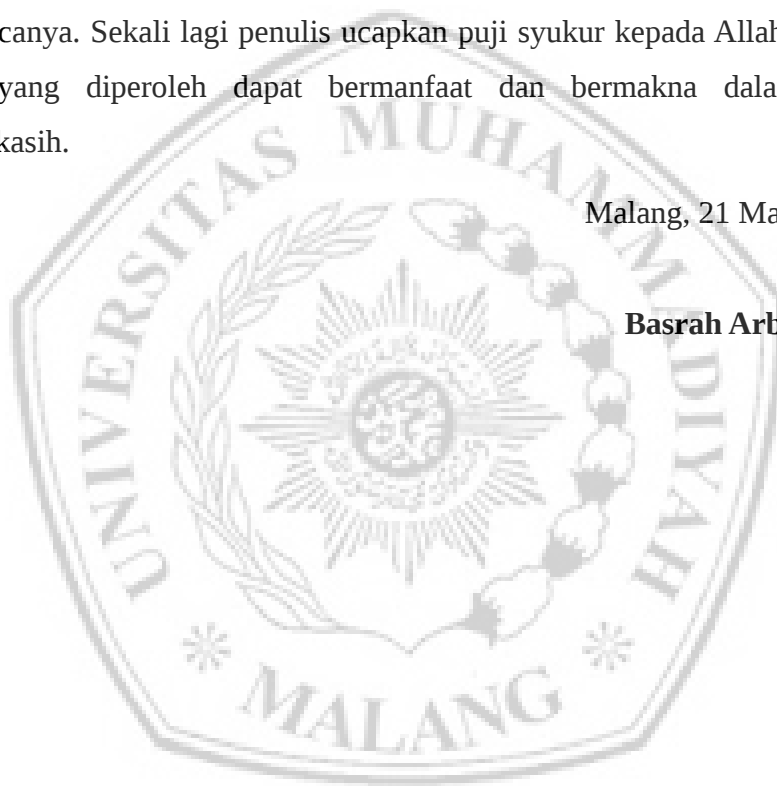 canya. Sekali lagi penulis ucapkan puji syukur kepada Allah
yang diperoleh dapat bermanfaat dan bermakna dala
kasih.
Malang, 21 Ma
Basrah Arb
UNIVERSITAS MUHAMMADIYAH
MALANG